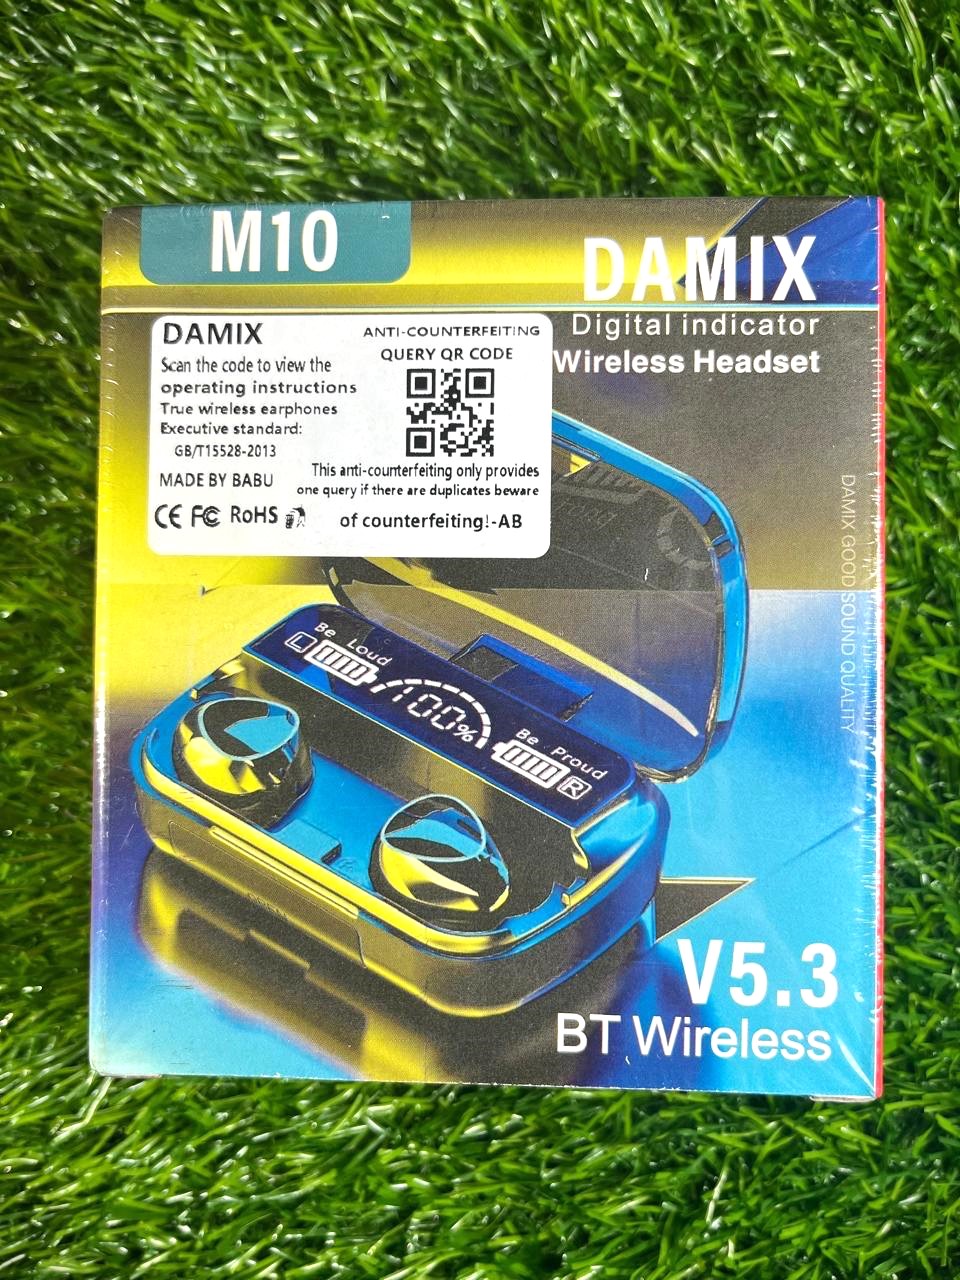 M10
DAMIX
Digital indicator
Wireless Headset
DAMIX
Scan the code to view the
operating instructions
True wireless earphones
Executive standard:
GB/T15528-2013
MADE BY BABU
CE FC RoHS
ANTI-COUNTERFEITING
QUERY QR CODE
This anti-counterfeiting only provides
one query if there are duplicates beware
of counterfeiting!-AB
DAMIX GOOD SOUND QUALITY
Be Loud
L
100%
Be Proud
R
V5.3
BT Wireless